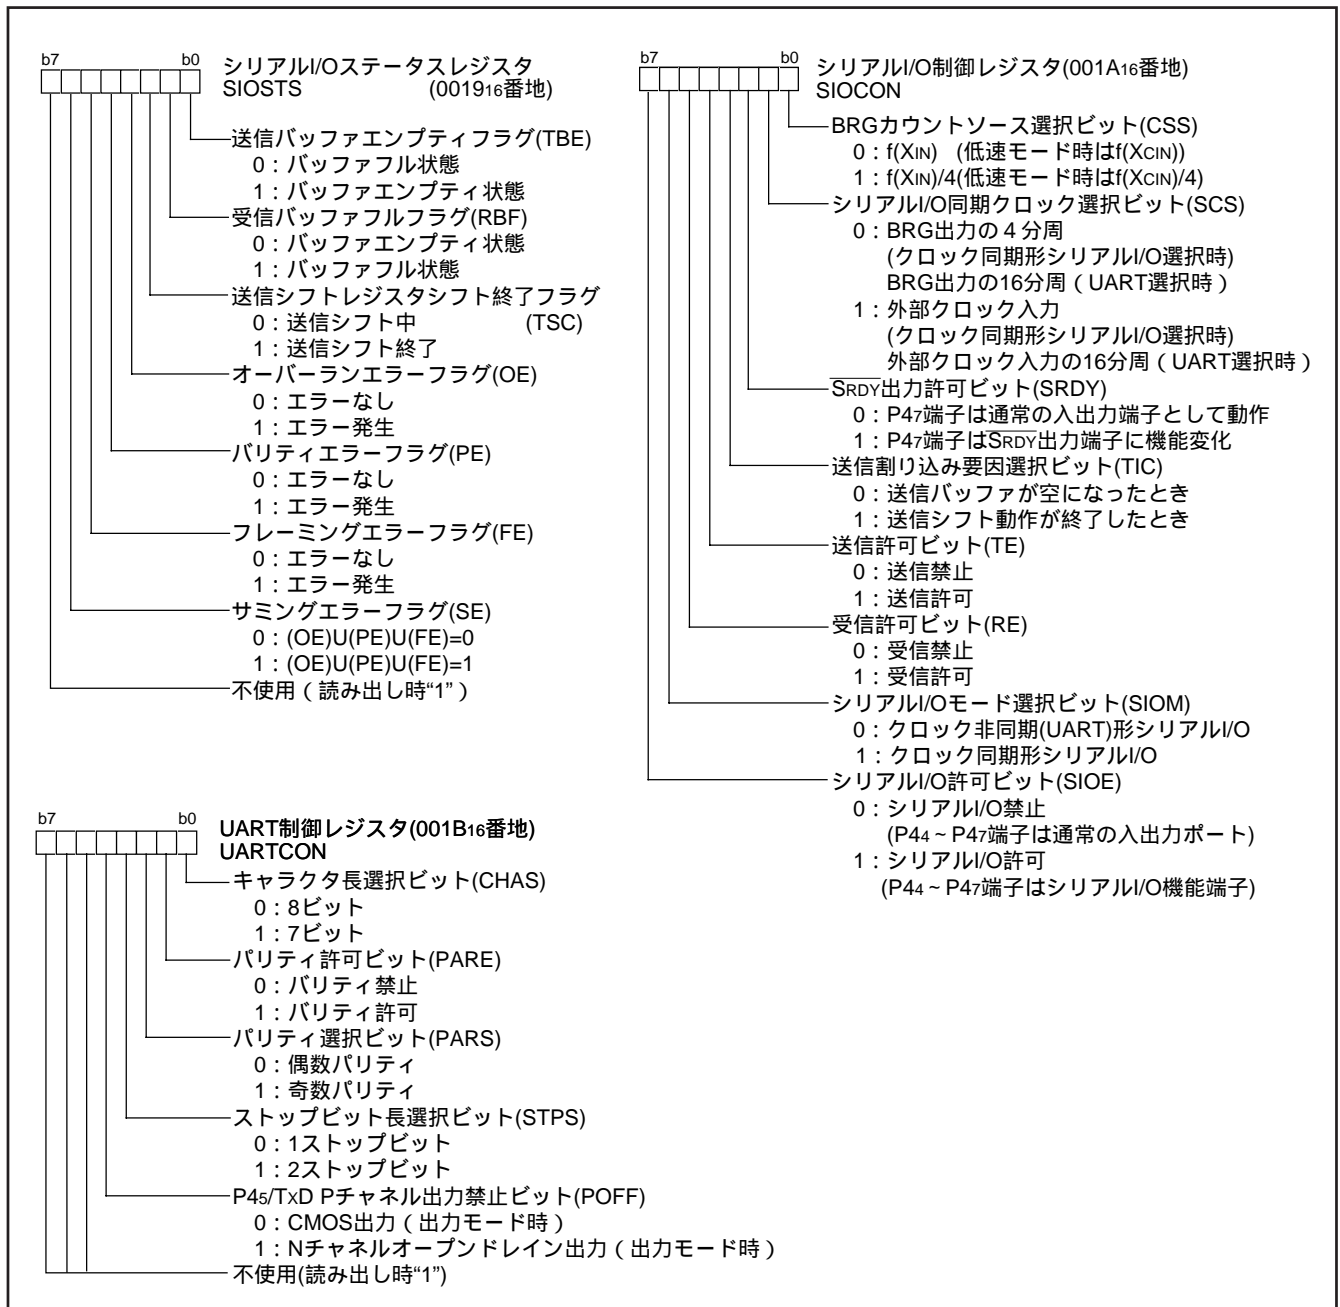 b7 b0
シリアルI/Oステータスレジスタ
SIOSTS (001916番地)
送信バッファエンプティフラグ(TBE)
0：バッファフル状態
1：バッファエンプティ状態
受信バッファフルフラグ(RBF)
0：バッファエンプティ状態
1：バッファフル状態
送信シフトレジスタシフト終了フラグ
0：送信シフト中 (TSC)
1：送信シフト終了
オーバーランエラーフラグ(OE)
0：エラーなし
1：エラー発生
パリティエラーフラグ(PE)
0：エラーなし
1：エラー発生
フレーミングエラーフラグ(FE)
0：エラーなし
1：エラー発生
サミングエラーフラグ(SE)
0：(OE)U(PE)U(FE)=0
1：(OE)U(PE)U(FE)=1
不使用（読み出し時“1”）
b7 b0
UART制御レジスタ(001B16番地)
UARTCON
キャラクタ長選択ビット(CHAS)
0：8ビット
1：7ビット
パリティ許可ビット(PARE)
0：パリティ禁止
1：パリティ許可
パリティ選択ビット(PARS)
0：偶数パリティ
1：奇数パリティ
ストップビット長選択ビット(STPS)
0：1ストップビット
1：2ストップビット
P45/TXD Pチャネル出力禁止ビット(POFF)
0：CMOS出力（出力モード時）
1：Nチャネルオープンドレイン出力（出力モード時）
不使用(読み出し時“1”)
b7 b0
シリアルI/O制御レジスタ(001A16番地)
SIOCON
BRGカウントソース選択ビット(CSS)
0：f(XIN) (低速モード時はf(XCIN))
1：f(XIN)/4(低速モード時はf(XCIN)/4)
シリアルI/O同期クロック選択ビット(SCS)
0：BRG出力の４分周
(クロック同期形シリアルI/O選択時)
BRG出力の16分周（UART選択時）
1：外部クロック入力
(クロック同期形シリアルI/O選択時)
外部クロック入力の16分周（UART選択時）
SRDY出力許可ビット(SRDY)
0：P47端子は通常の入出力端子として動作
1：P47端子はSRDY出力端子に機能変化
送信割り込み要因選択ビット(TIC)
0：送信バッファが空になったとき
1：送信シフト動作が終了したとき
送信許可ビット(TE)
0：送信禁止
1：送信許可
受信許可ビット(RE)
0：受信禁止
1：受信許可
シリアルI/Oモード選択ビット(SIOM)
0：クロック非同期(UART)形シリアルI/O
1：クロック同期形シリアルI/O
シリアルI/O許可ビット(SIOE)
0：シリアルI/O禁止
(P44～P47端子は通常の入出力ポート)
1：シリアルI/O許可
(P44～P47端子はシリアルI/O機能端子)